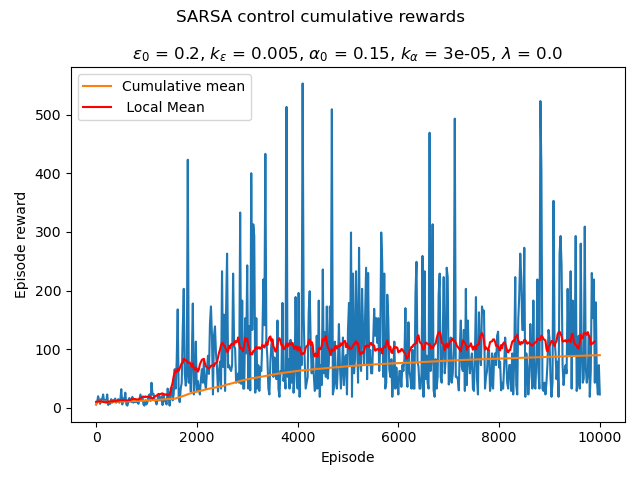 SARSA control cumulative rewards
ε₀ = 0.2, kε = 0.005, α₀ = 0.15, kα = 3e-05, λ = 0.0
Cumulative mean
Local Mean
Episode reward
500
400
300
200
100
0
0 2000 4000 6000 8000 10000
Episode